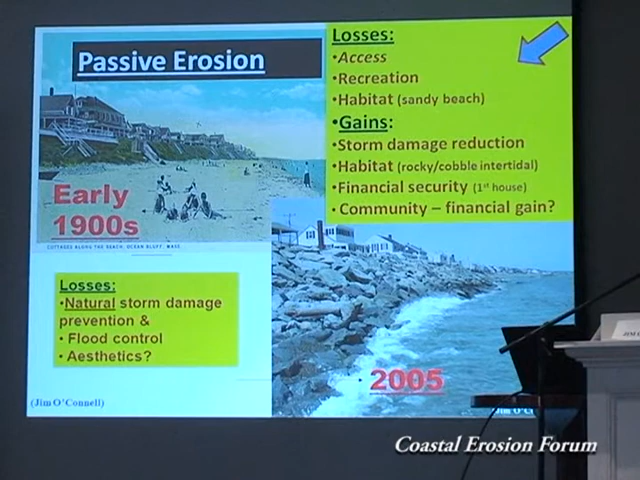 Passive Erosion
Losses:
•Access
•Recreation
•Habitat (sandy beach)
•Gains:
•Storm damage reduction
•Habitat (rocky/cobble intertidal)
•Financial security (1st house)
• Community – financial gain?
Early
1900s
COTTAGES ALONG THE BEACH, OCEAN BLUFF, MASS.
Losses:
•Natural storm damage
prevention &
• Flood control
• Aesthetics?
2005
(Jim O'Connell)
Coastal Erosion Forum